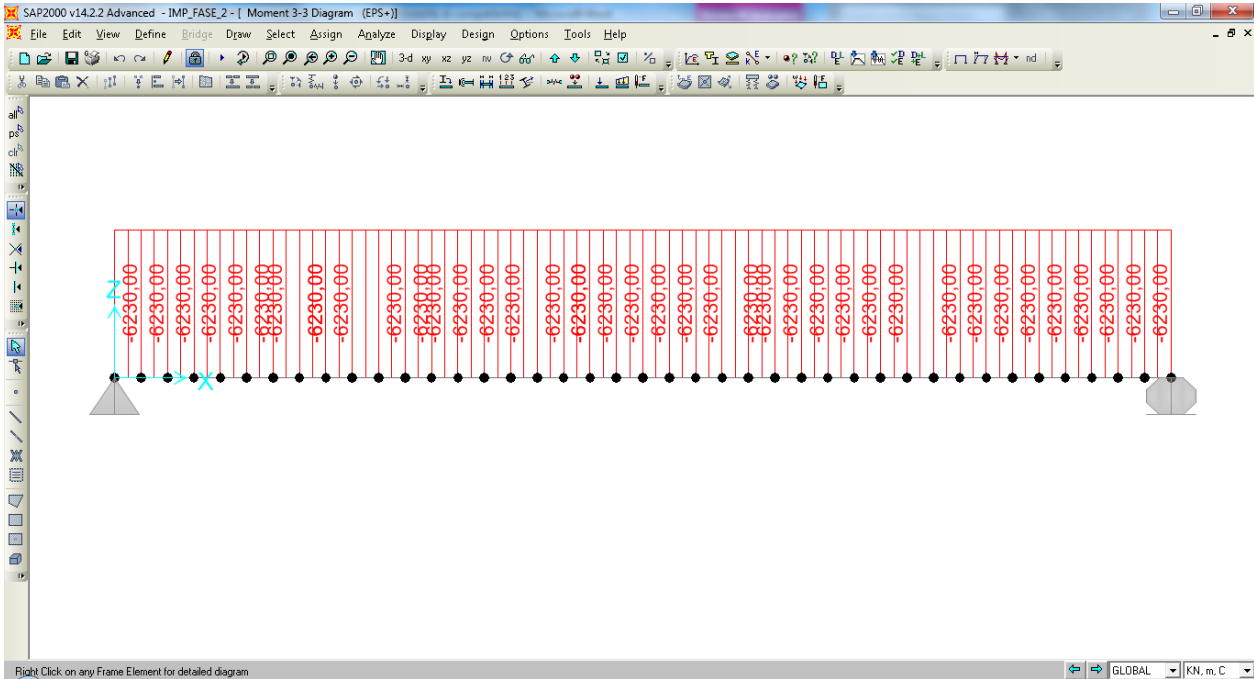 SAP2000 v14.2.2 Advanced - IMP_FASE_2 - [ Moment 3-3 Diagram (EPS+)]
File Edit View Define Bridge Draw Select Assign Analyze Display Design Options Tools Help
3-d xy xz yz nv nd
all
ps
clr
Z
X
-6230,00 -6230,00 -6230,00 -6230,00 -6230,00 -6230,00 -6230,00 -6230,00 -6230,00 -6230,00 -6230,00 -6230,00 -6230,00 -6230,00 -6230,00 -6230,00 -6230,00 -6230,00 -6230,00 -6230,00 -6230,00 -6230,00 -6230,00 -6230,00 -6230,00 -6230,00 -6230,00 -6230,00 -6230,00 -6230,00 -6230,00 -6230,00 -6230,00 -6230,00 -6230,00 -6230,00 -6230,00
Right Click on any Frame Element for detailed diagram
GLOBAL
KN, m, C